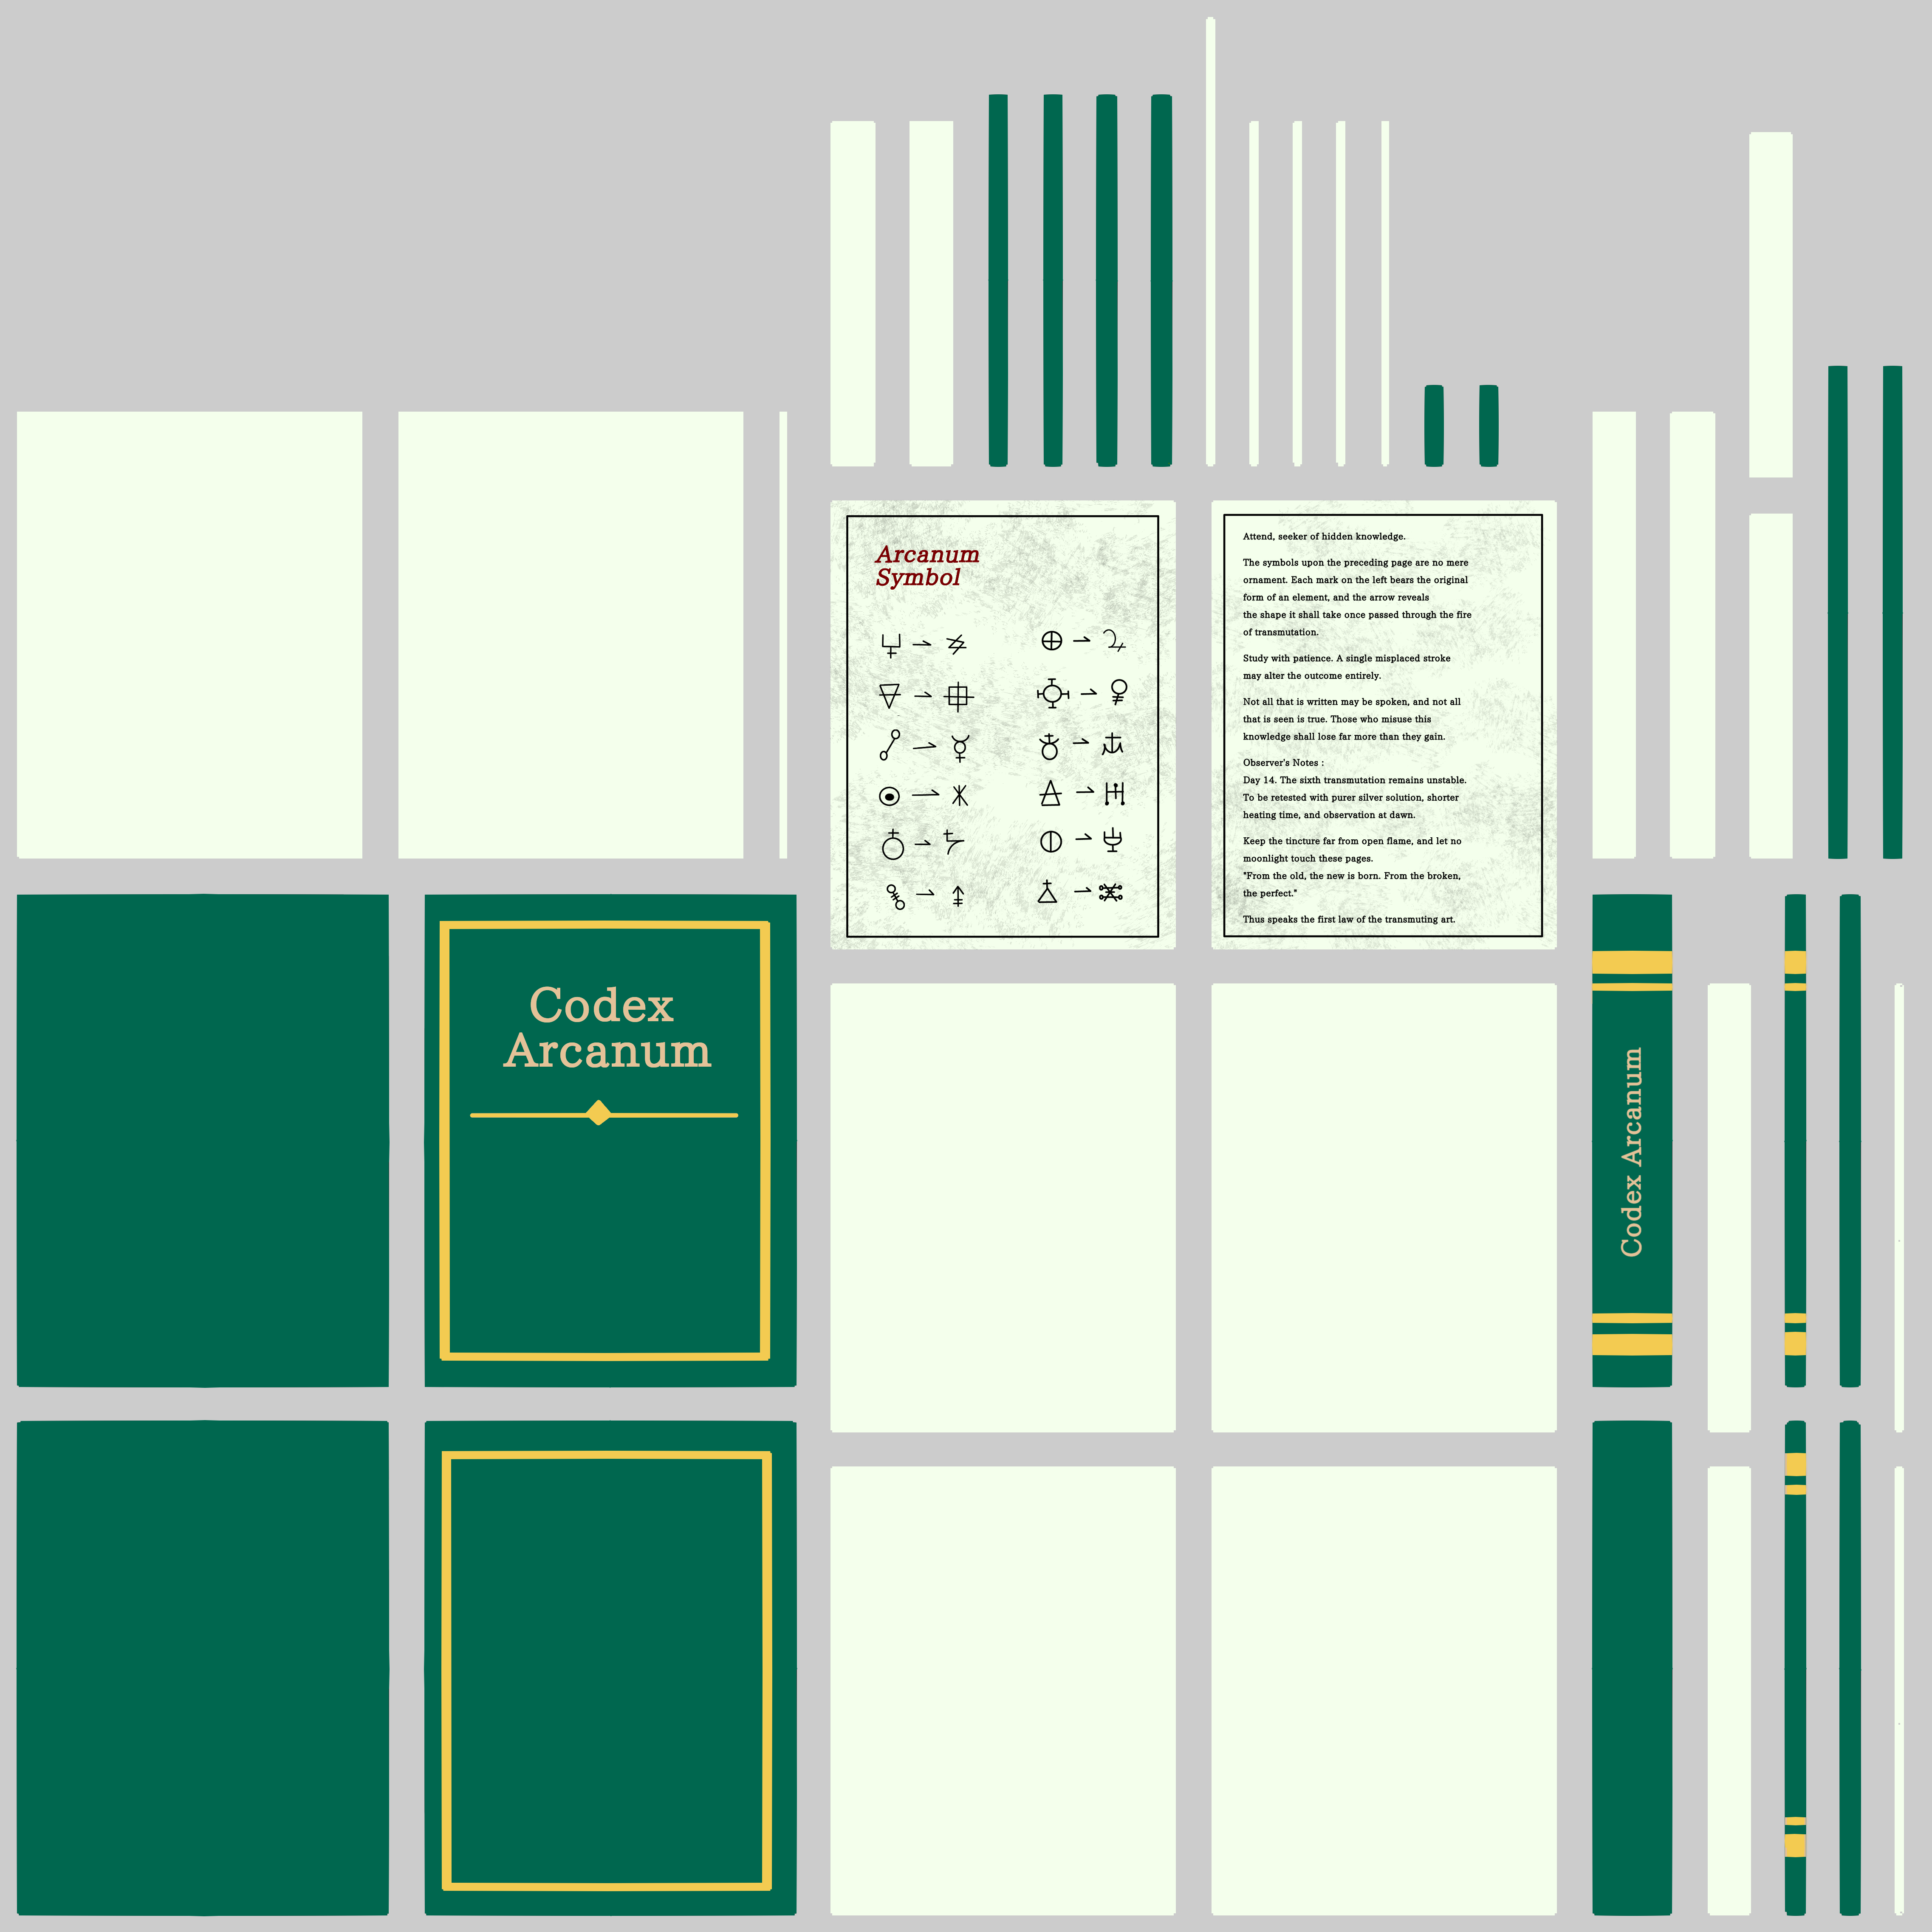 Arcanum
Symbol
Attend, seeker of hidden knowledge.
The symbols upon the preceding page are no mere
ornament. Each mark on the left bears the original
form of an element, and the arrow reveals
the shape it shall take once passed through the fire
of transmutation.
Study with patience. A single misplaced stroke
may alter the outcome entirely.
Not all that is written may be spoken, and not all
that is seen is true. Those who misuse this
knowledge shall lose far more than they gain.
Observer's Notes :
Day 14. The sixth transmutation remains unstable.
To be retested with purer silver solution, shorter
heating time, and observation at dawn.
Keep the tincture far from open flame, and let no
moonlight touch these pages.
"From the old, the new is born. From the broken,
the perfect."
Thus speaks the first law of the transmuting art.
Codex
Arcanum
Codex Arcanum